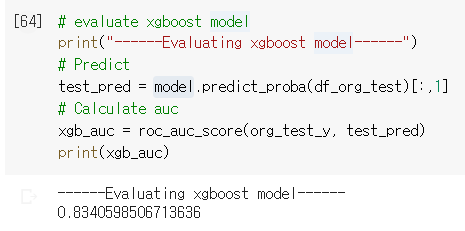 [64] # evaluate xgboost model
print("------Evaluating xgboost model------")
# Predict
test_pred = model.predict_proba(df_org_test)[:,1]
# Calculate auc
xgb_auc = roc_auc_score(org_test_y, test_pred)
print(xgb_auc)
------Evaluating xgboost model------
0.8340598506713636